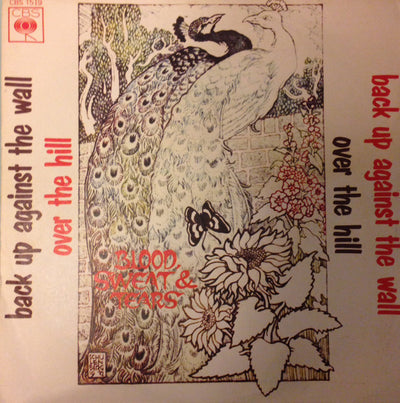 CBS 1519
CBS
back up against the wall
over the hill
BLOOD,
SWEAT &
TEARS
back up against the wall
over the hill